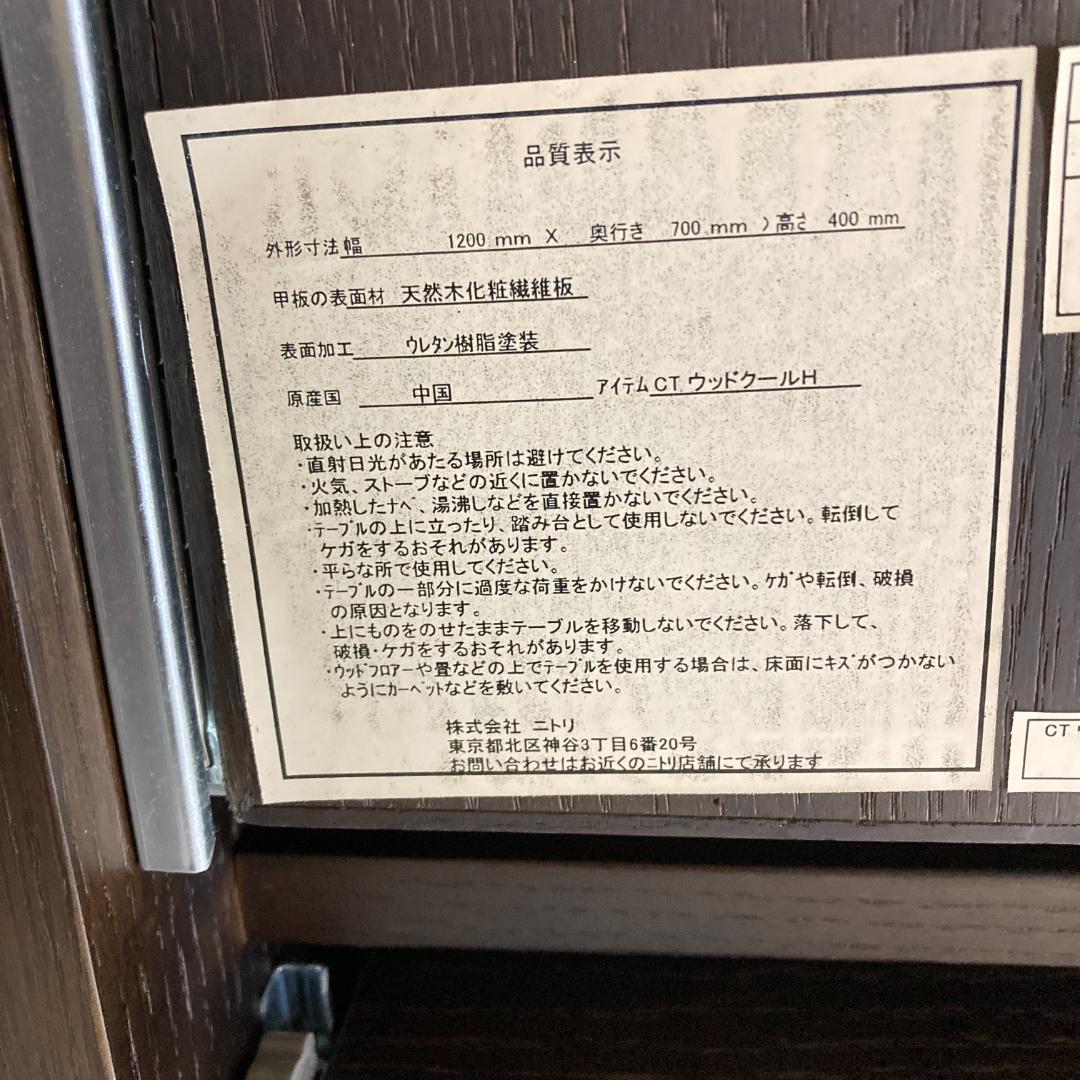 品質表示
外形寸法幅 1200 mm X 奥行き 700 mm 高さ 400 mm
甲板の表面材 天然木化粧繊維板
表面加工 ウレタン樹脂塗装
原産国 中国 アイテム CT ウッドクールH
取扱い上の注意
・直射日光があたる場所は避けてください。
・火気、ストーブなどの近くに置かないでください。
・加熱したナベ、湯沸しなどを直接置かないでください。
・テーブルの上に立ったり、踏み台として使用しないでください。転倒して
ケガをするおそれがあります。
・平らな所で使用してください。
・テーブルの一部分に過度な荷重をかけないでください。ケガや転倒、破損
の原因となります。
・上にものをのせたままテーブルを移動しないでください。落下して、
破損・ケガをするおそれがあります。
・ウッドフロアーや畳などの上でテーブルを使用する場合は、床面にキズがつかない
ようにカーペットなどを敷いてください。
株式会社 ニトリ
東京都北区神谷3丁目6番20号
お問い合わせはお近くのニトリ店舗にて承ります
CT